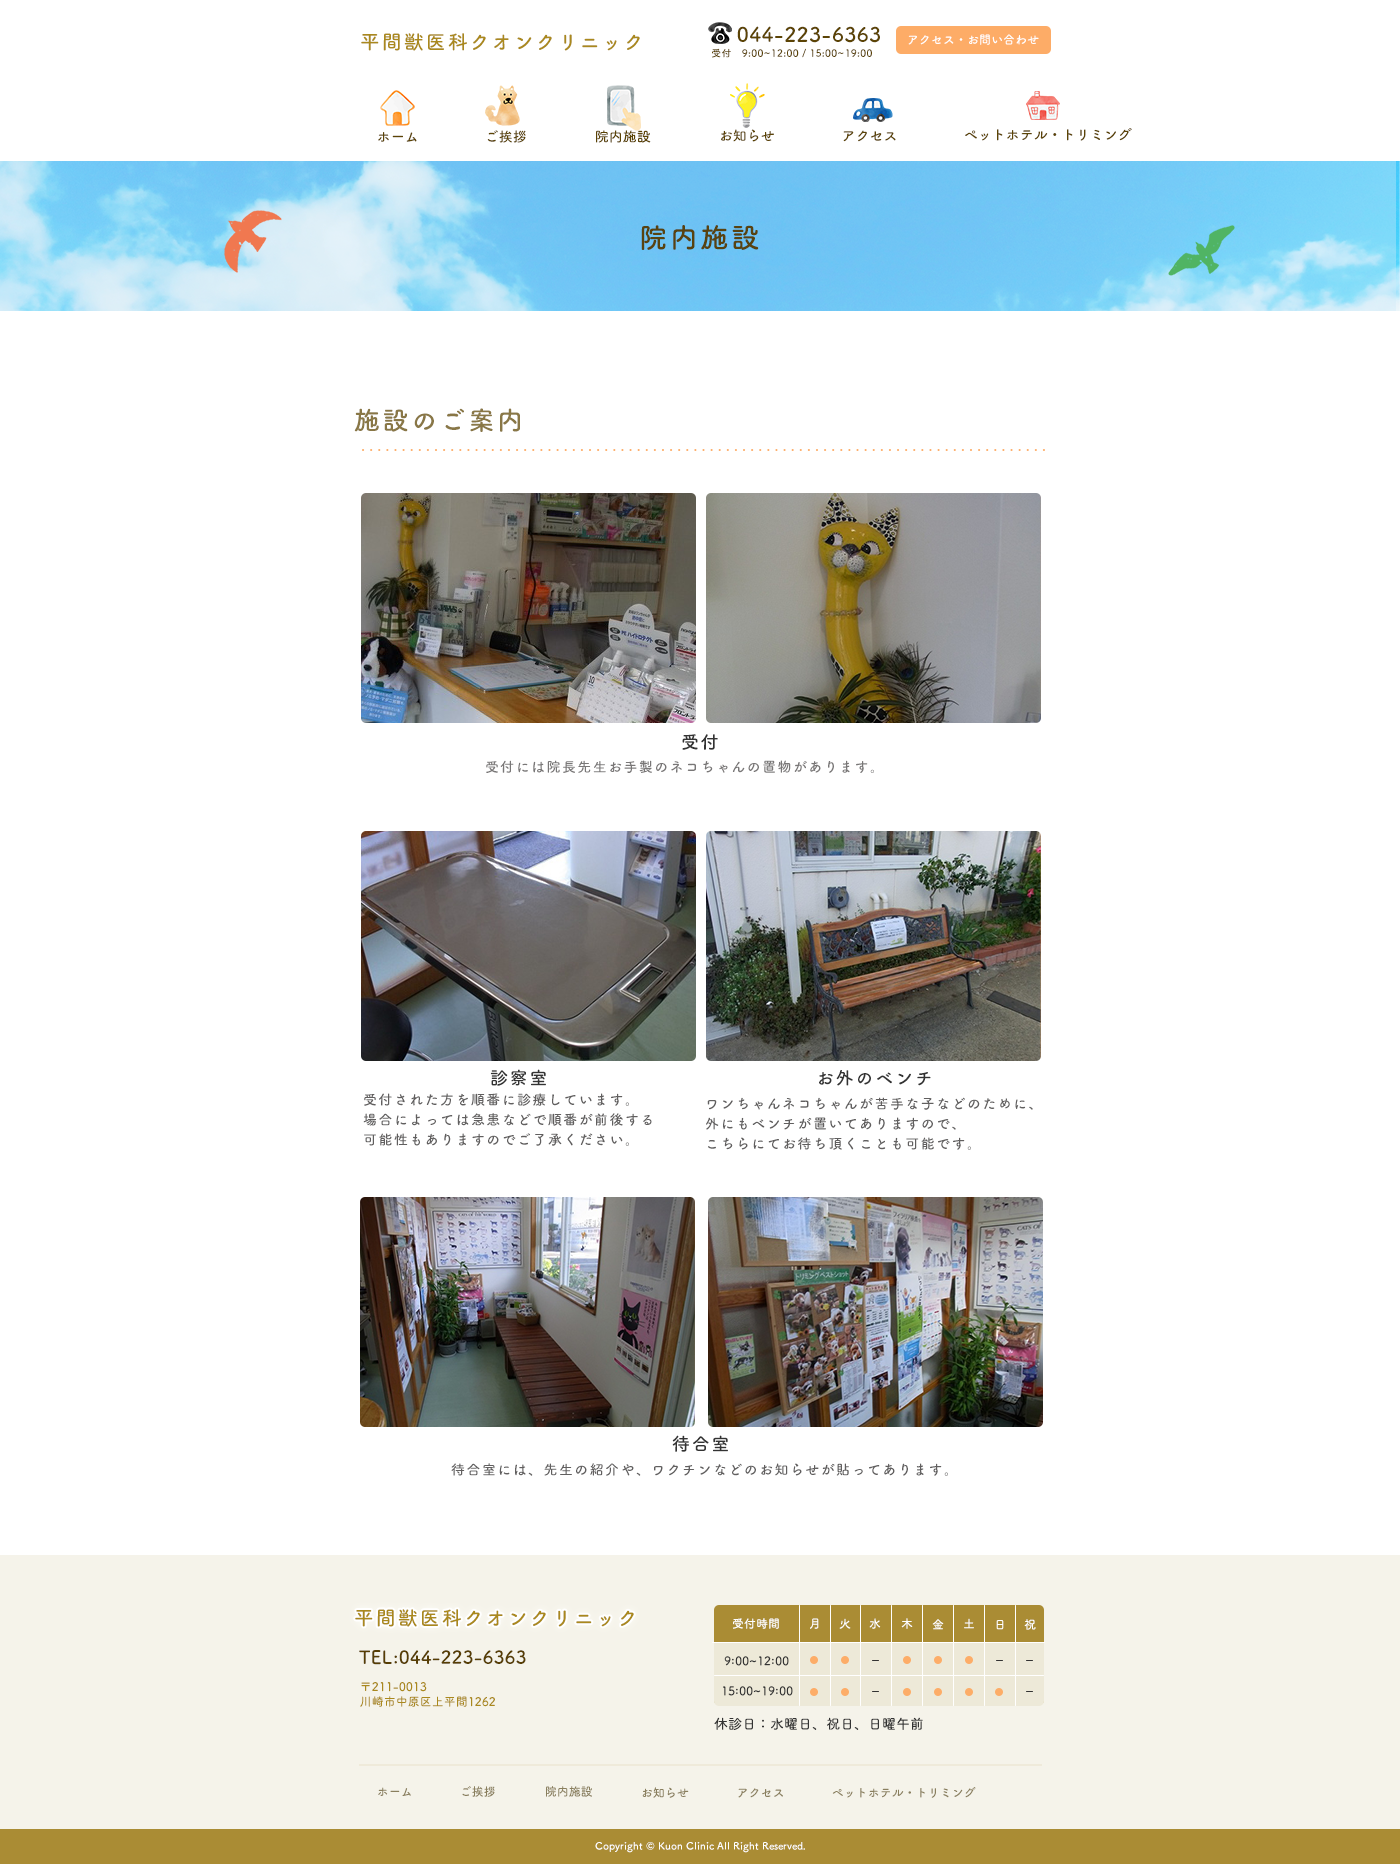 平間獣医科クオンクリニック
044-223-6363
受付 9:00~12:00 / 15:00~19:00
アクセス・お問い合わせ
ホーム
ご挨拶
院内施設
お知らせ
アクセス
ペットホテル・トリミング
院内施設
施設のご案内
受付
受付には院長先生お手製のネコちゃんの置物があります。
診察室
受付された方を順番に診療しています。
場合によっては急患などで順番が前後する
可能性もありますのでご了承ください。
お外のベンチ
ワンちゃんネコちゃんが苦手な子などのために、
外にもベンチが置いてありますので、
こちらにてお待ち頂くことも可能です。
トリミングベストショット
待合室
待合室には、先生の紹介や、ワクチンなどのお知らせが貼ってあります。
平間獣医科クオンクリニック
TEL:044-223-6363
〒211-0013
川崎市中原区上平間1262
受付時間 月 火 水 木 金 土 日 祝
9:00~12:00 ● ● – ● ● ● – –
15:00~19:00 ● ● – ● ● ● ● –
休診日：水曜日、祝日、日曜午前
ホーム
ご挨拶
院内施設
お知らせ
アクセス
ペットホテル・トリミング
Copyright © Kuon Clinic All Right Reserved.